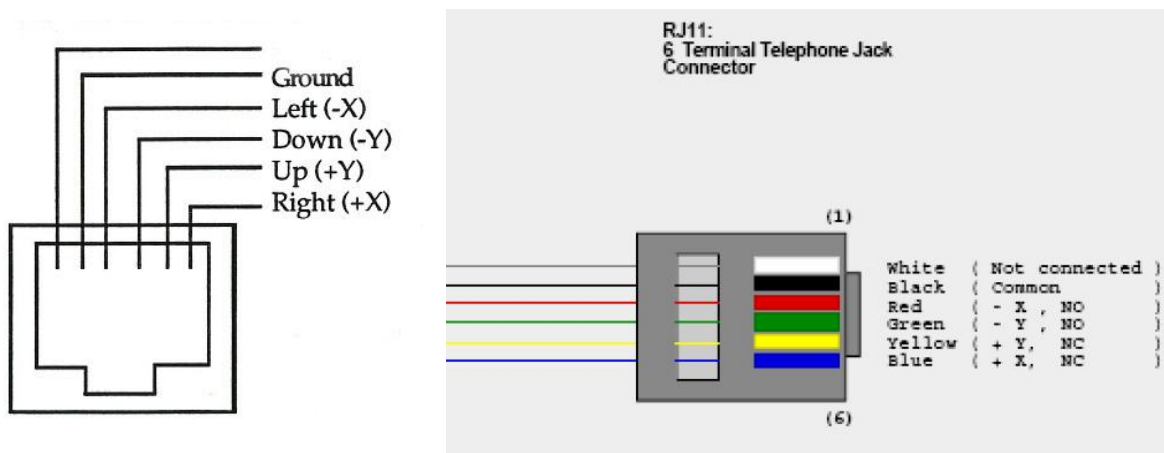 Ground
Left (-X)
Down (-Y)
Up (+Y)
Right (+X)
RJ11:
6 Terminal Telephone Jack
Connector
(1)
White ( Not connected )
Black ( Common )
Red ( - X , NO )
Green ( - Y , NO )
Yellow ( + Y, NC )
Blue ( + X, NC )
(6)